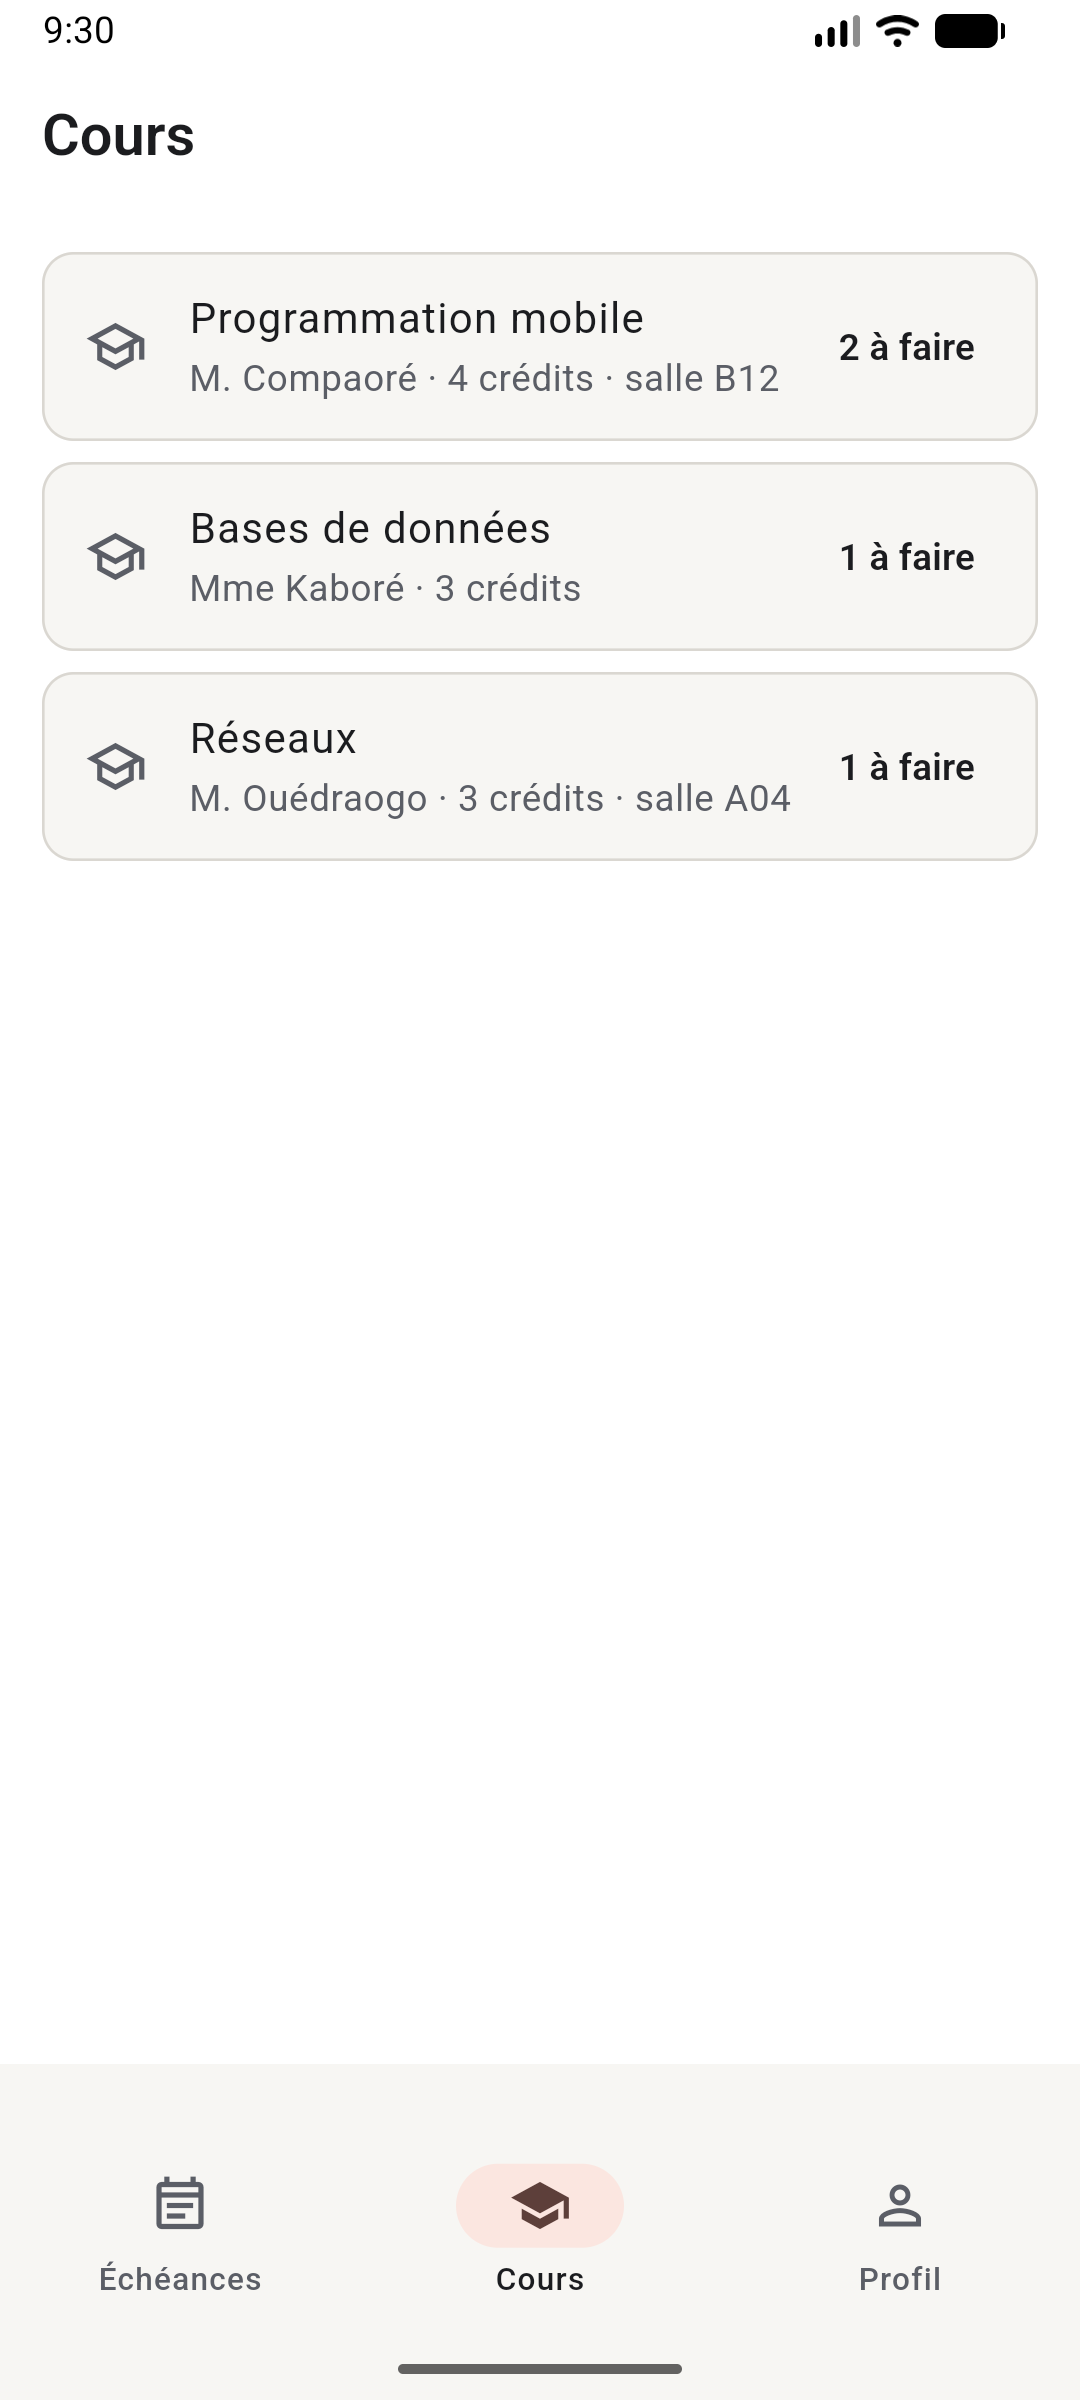 9:30
Cours
Programmation mobile
M. Compaoré · 4 crédits · salle B12
2 à faire
Bases de données
Mme Kaboré · 3 crédits
1 à faire
Réseaux
M. Ouédraogo · 3 crédits · salle A04
1 à faire
Échéances
Cours
Profil